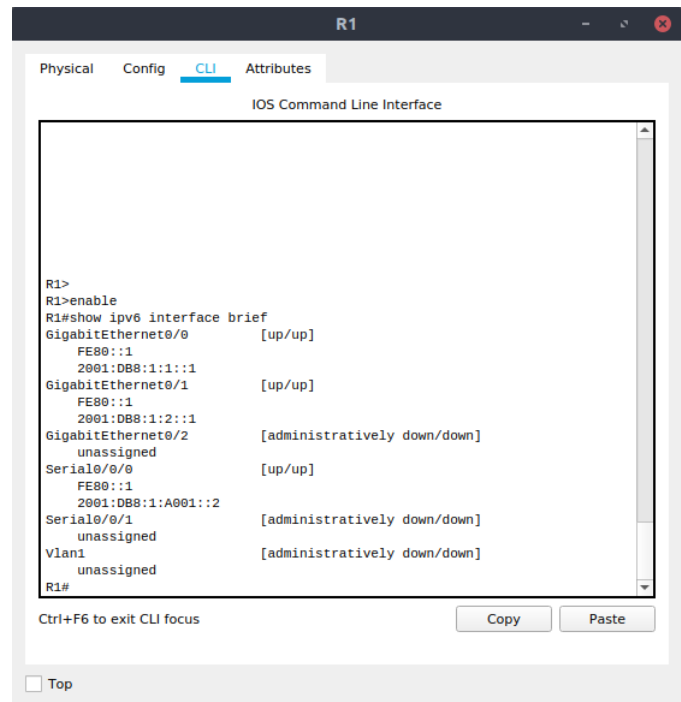 R1
Physical Config CLI Attributes
IOS Command Line Interface
R1>
R1>enable
R1#show ipv6 interface brief
GigabitEthernet0/0 [up/up]
FE80::1
2001:DB8:1:1::1
GigabitEthernet0/1 [up/up]
FE80::1
2001:DB8:1:2::1
GigabitEthernet0/2 [administratively down/down]
unassigned
Serial0/0/0 [up/up]
FE80::1
2001:DB8:1:A001::2
Serial0/0/1 [administratively down/down]
unassigned
Vlan1 [administratively down/down]
unassigned
R1#
Ctrl+F6 to exit CLI focus Copy Paste
Top